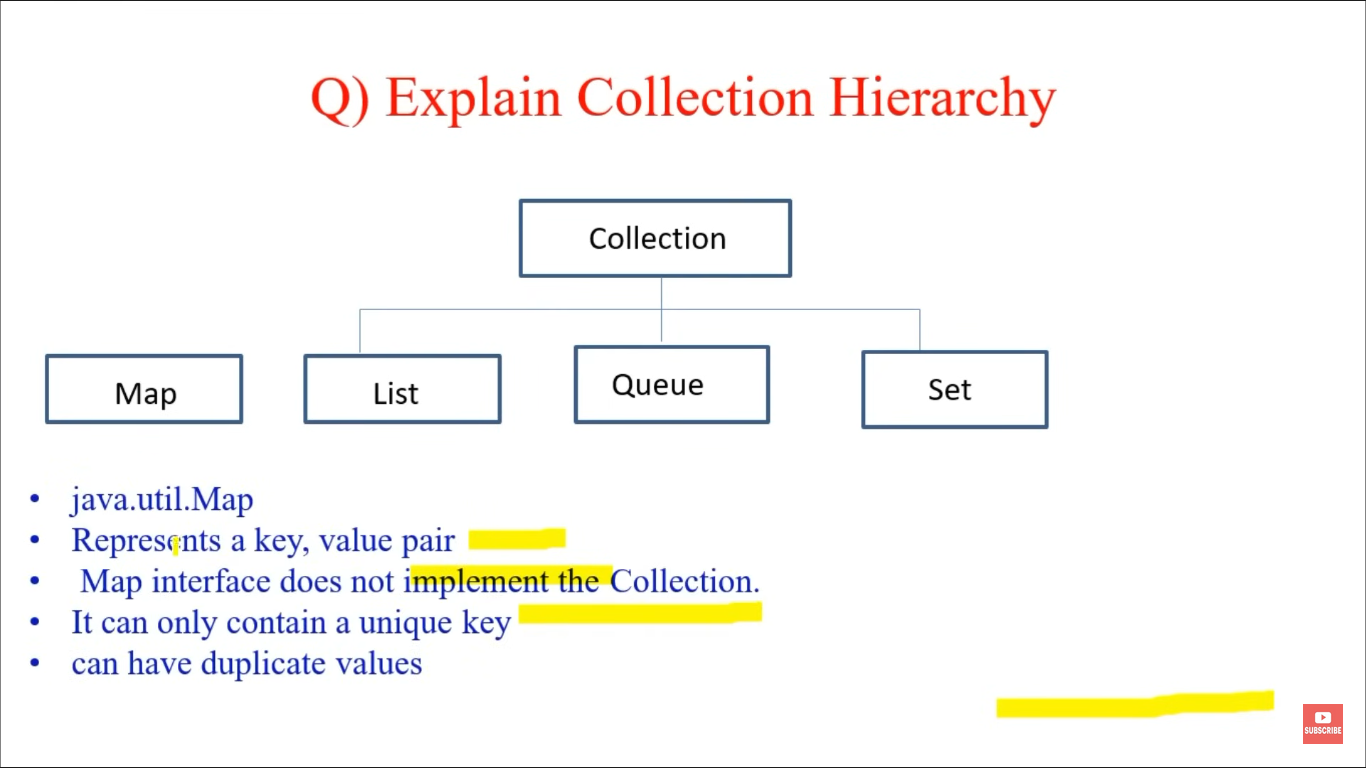 Q) Explain Collection Hierarchy
Collection
Map
List
Queue
Set
• java.util.Map
• Represents a key, value pair
• Map interface does not implement the Collection.
• It can only contain a unique key
• can have duplicate values
SUBSCRIBE